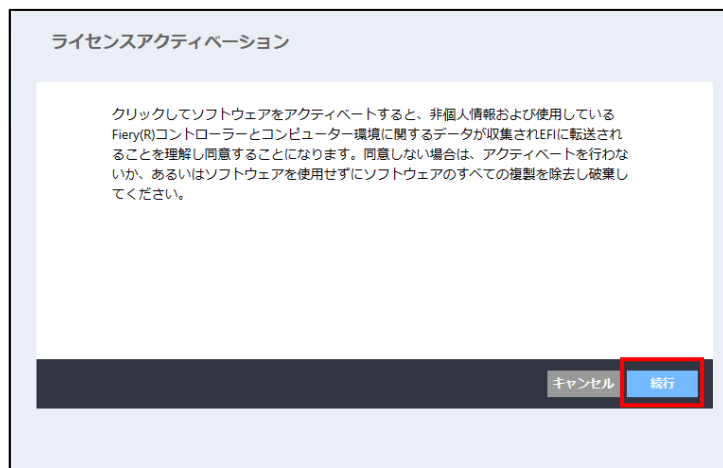 ライセンスアクティベーション
クリックしてソフトウェアをアクティベートすると、非個人情報および使用している
Fiery(R)コントローラーとコンピューター環境に関するデータが収集されEFIに転送され
ることを理解し同意することになります。同意しない場合は、アクティベートを行わな
いか、あるいはソフトウェアを使用せずにソフトウェアのすべての複製を除去し破棄し
てください。
キャンセル 続行